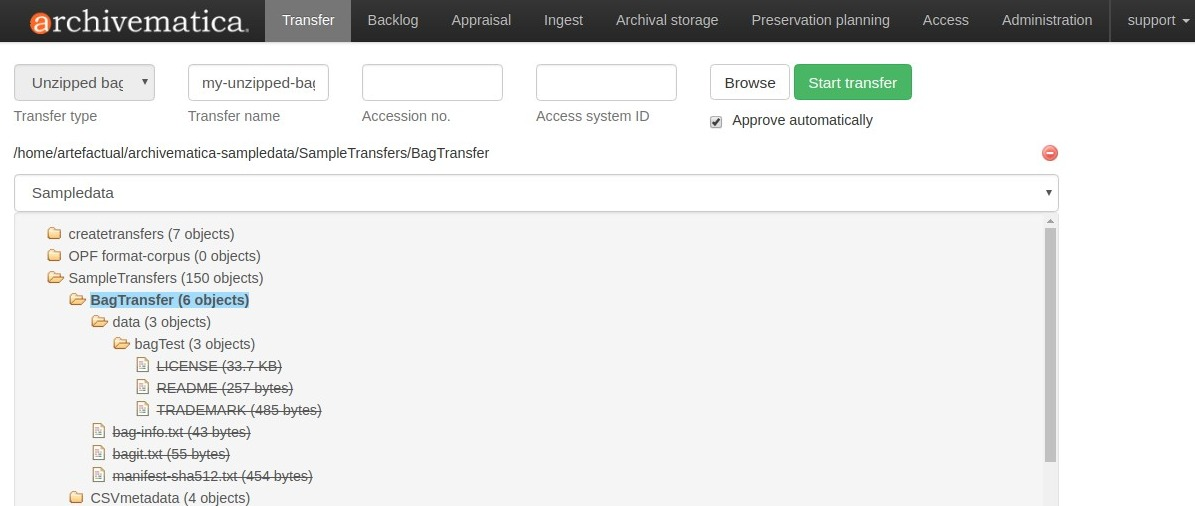 archivematica. Transfer Backlog Appraisal Ingest Archival storage Preservation planning Access Administration support
Unzipped bag my-unzipped-bag Browse Start transfer
Transfer type Transfer name Accession no. Access system ID Approve automatically
/home/artefactual/archivematica-sampledata/SampleTransfers/BagTransfer
Sampledata
createtransfers (7 objects)
OPF format-corpus (0 objects)
SampleTransfers (150 objects)
BagTransfer (6 objects)
data (3 objects)
bagTest (3 objects)
LICENSE (33.7 KB)
README (257 bytes)
TRADEMARK (485 bytes)
bag-info.txt (43 bytes)
bagit.txt (55 bytes)
manifest-sha512.txt (454 bytes)
CSVmetadata (4 objects)